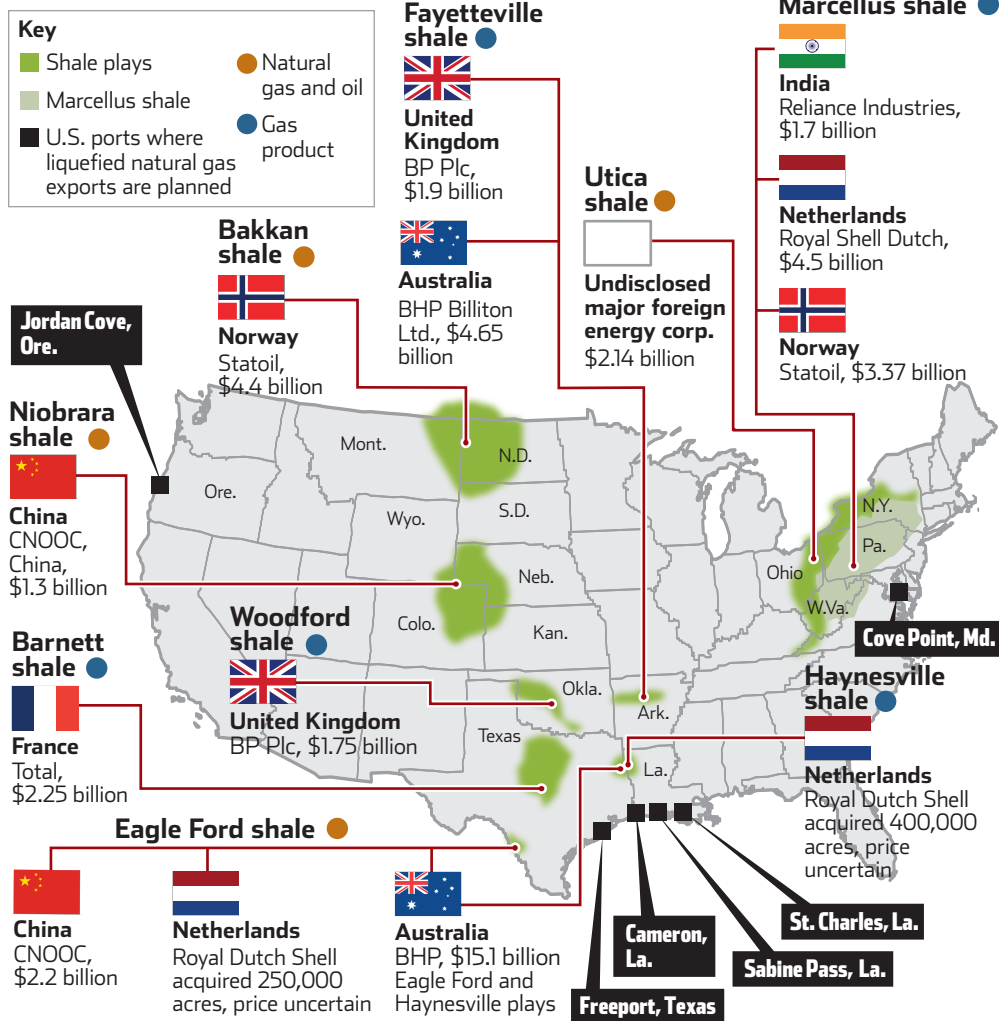 Key
Shale plays
Marcellus shale
U.S. ports where
liquefied natural gas
exports are planned
Natural
gas and oil
Gas
product
Fayetteville
shale
United
Kingdom
BP Plc,
$1.9 billion
Australia
BHP Billiton
Ltd., $4.65
billion
Marcellus shale
India
Reliance Industries,
$1.7 billion
Netherlands
Royal Shell Dutch,
$4.5 billion
Norway
Statoil, $3.37 billion
Utica
shale
Undisclosed
major foreign
energy corp.
$2.14 billion
Bakkan
shale
Norway
Statoil,
$4.4 billion
Jordan Cove,
Ore.
Niobrara
shale
China
CNOOC,
China,
$1.3 billion
Barnett
shale
France
Total,
$2.25 billion
Woodford
shale
United Kingdom
BP Plc, $1.75 billion
Mont.
N.D.
Ore.
Wyo.
S.D.
Neb.
Colo.
Kan.
Okla.
Texas
Ark.
La.
Ohio
N.Y.
Pa.
W.Va.
Cove Point, Md.
Haynesville
shale
Netherlands
Royal Dutch Shell
acquired 400,000
acres, price
uncertain
Eagle Ford shale
China
CNOOC,
$2.2 billion
Netherlands
Royal Dutch Shell
acquired 250,000
acres, price uncertain
Australia
BHP, $15.1 billion
Eagle Ford and
Haynesville plays
Freeport, Texas
Cameron,
La.
Sabine Pass, La.
St. Charles, La.